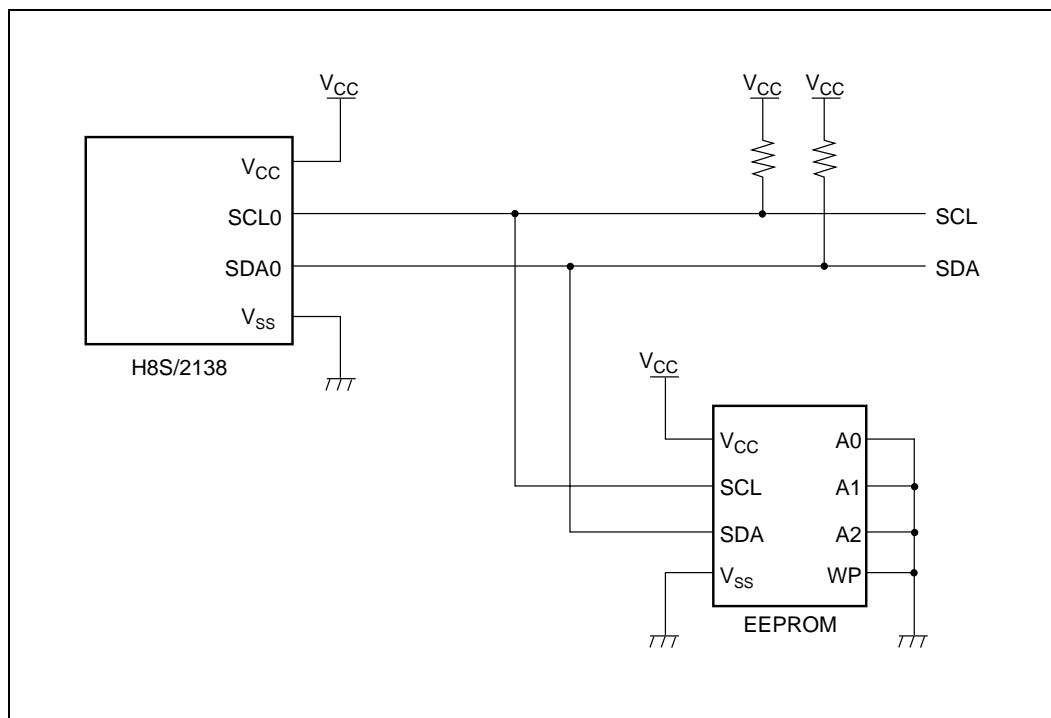 VCC
VCC VCC
VCC
SCL0
SDA0
VSS
H8S/2138
SCL
SDA
VCC
VCC
SCL
SDA
VSS
A0
A1
A2
WP
EEPROM